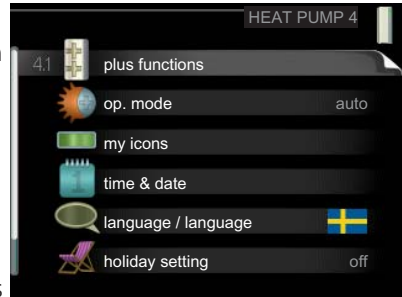 HEAT PUMP 4
4.1 plus functions
op. mode auto
my icons
1
time & date
language / language
holiday setting off
s